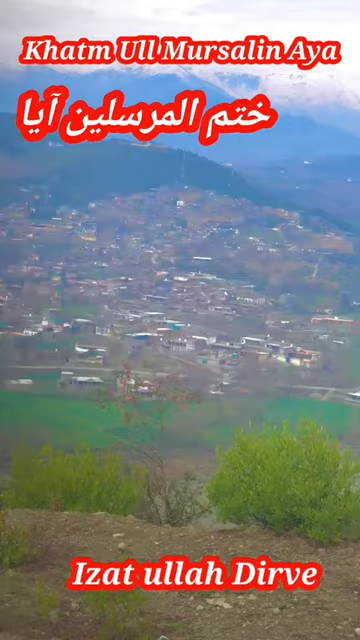 Khatm Ull Mursalin Aya
ختم المرسلین آیا
Izat ullah Dirve